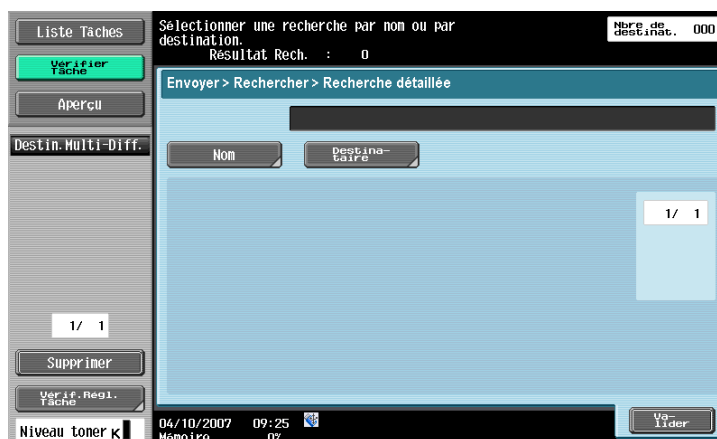 Liste Tâches
Vérifier
Tâche
Aperçu
Destin.Multi-Diff.
1/ 1
Supprimer
Vérif.Régl.
Tâche
Niveau toner K
Sélectionner une recherche par nom ou par
destination.
Résultat Rech. : 0
Nbre de
destinat. 000
Envoyer > Rechercher > Recherche détaillée
Nom
Destina-
taire
1/ 1
04/10/2007 09:25
Mémoire 0%
Va-
lider